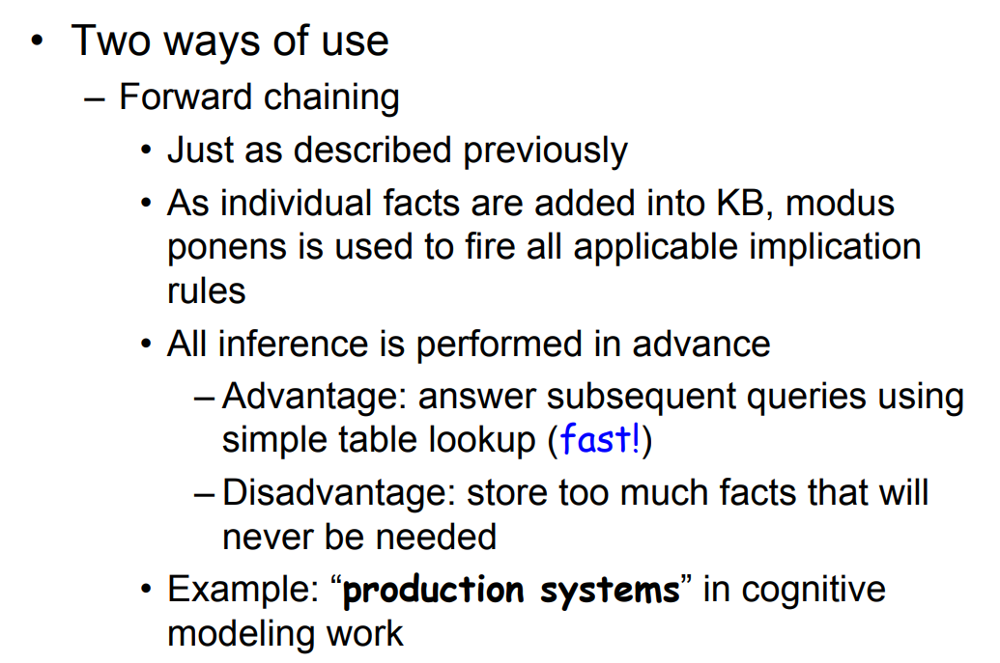 • Two ways of use
– Forward chaining
• Just as described previously
• As individual facts are added into KB, modus
ponens is used to fire all applicable implication
rules
• All inference is performed in advance
– Advantage: answer subsequent queries using
simple table lookup (fast!)
– Disadvantage: store too much facts that will
never be needed
• Example: “production systems” in cognitive
modeling work